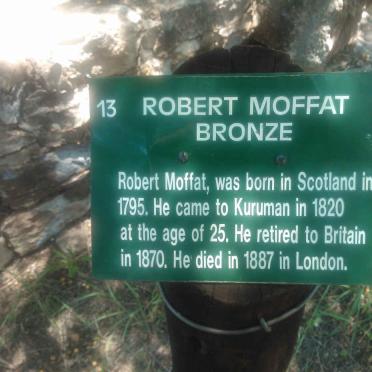 13 ROBERT MOFFAT
BRONZE
Robert Moffat, was born in Scotland in
1795. He came to Kuruman in 1820
at the age of 25. He retired to Britain
in 1870. He died in 1887 in London.